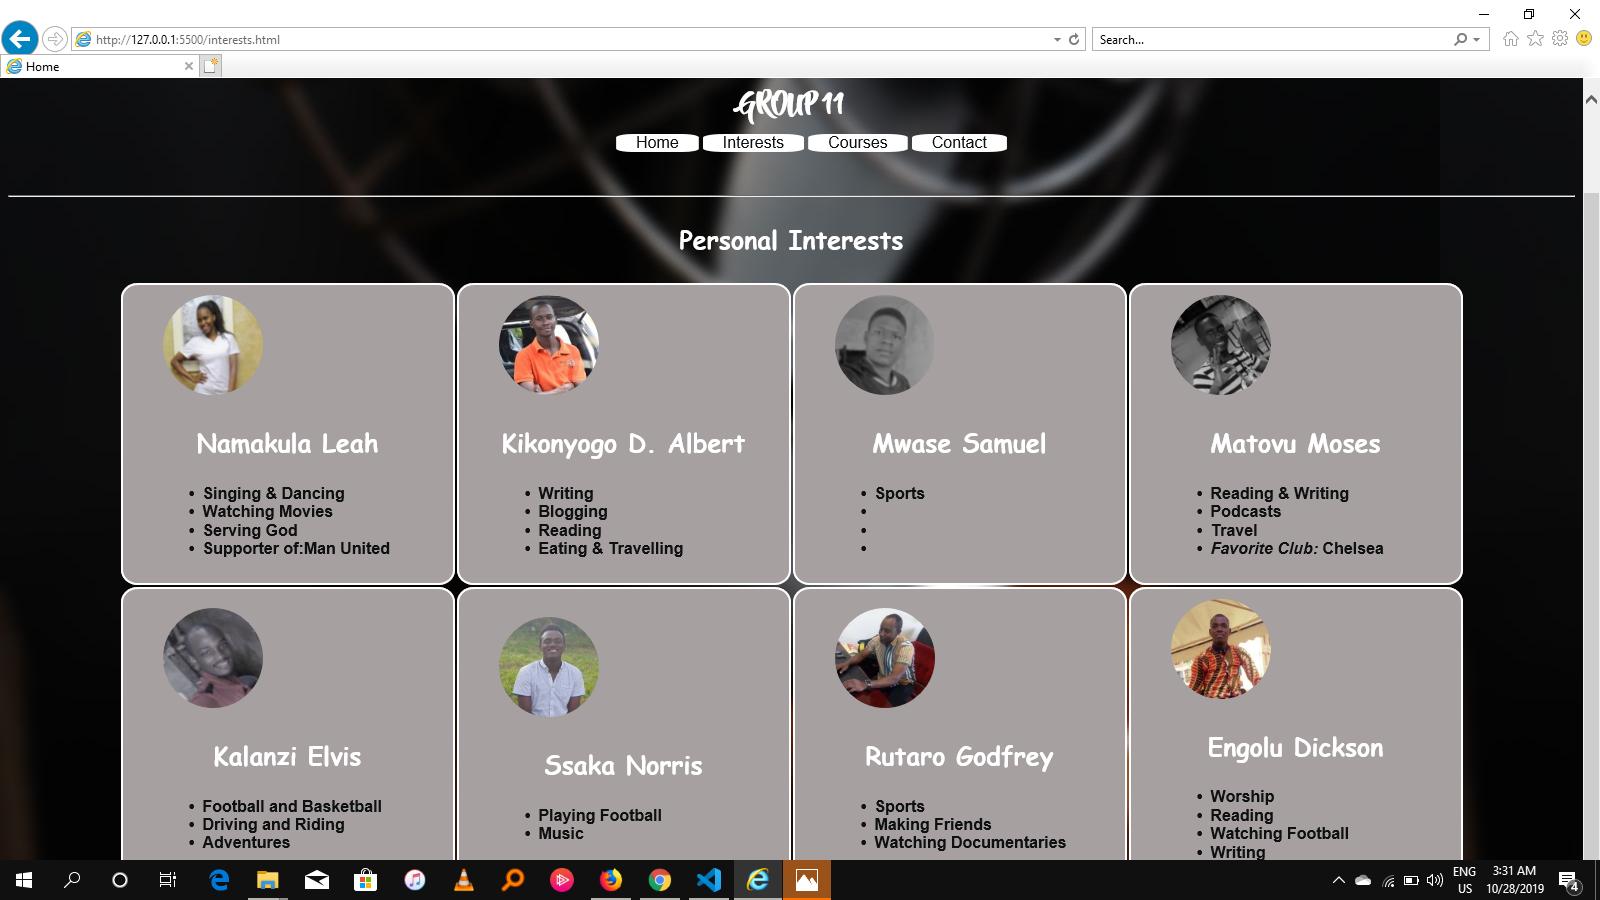 http://127.0.0.1:5500/interests.html
Search...
Home
GROUP 11
Home Interests Courses Contact
Personal Interests
Namakula Leah
• Singing & Dancing
• Watching Movies
• Serving God
• Supporter of:Man United
Kikonyogo D. Albert
• Writing
• Blogging
• Reading
• Eating & Travelling
Mwase Samuel
• Sports
•
•
•
Matovu Moses
• Reading & Writing
• Podcasts
• Travel
• Favorite Club: Chelsea
Kalanzi Elvis
• Football and Basketball
• Driving and Riding
• Adventures
Ssaka Norris
• Playing Football
• Music
Rutaro Godfrey
• Sports
• Making Friends
• Watching Documentaries
Engolu Dickson
• Worship
• Reading
• Watching Football
• Writing
ENG
US
3:31 AM
10/28/2019
4